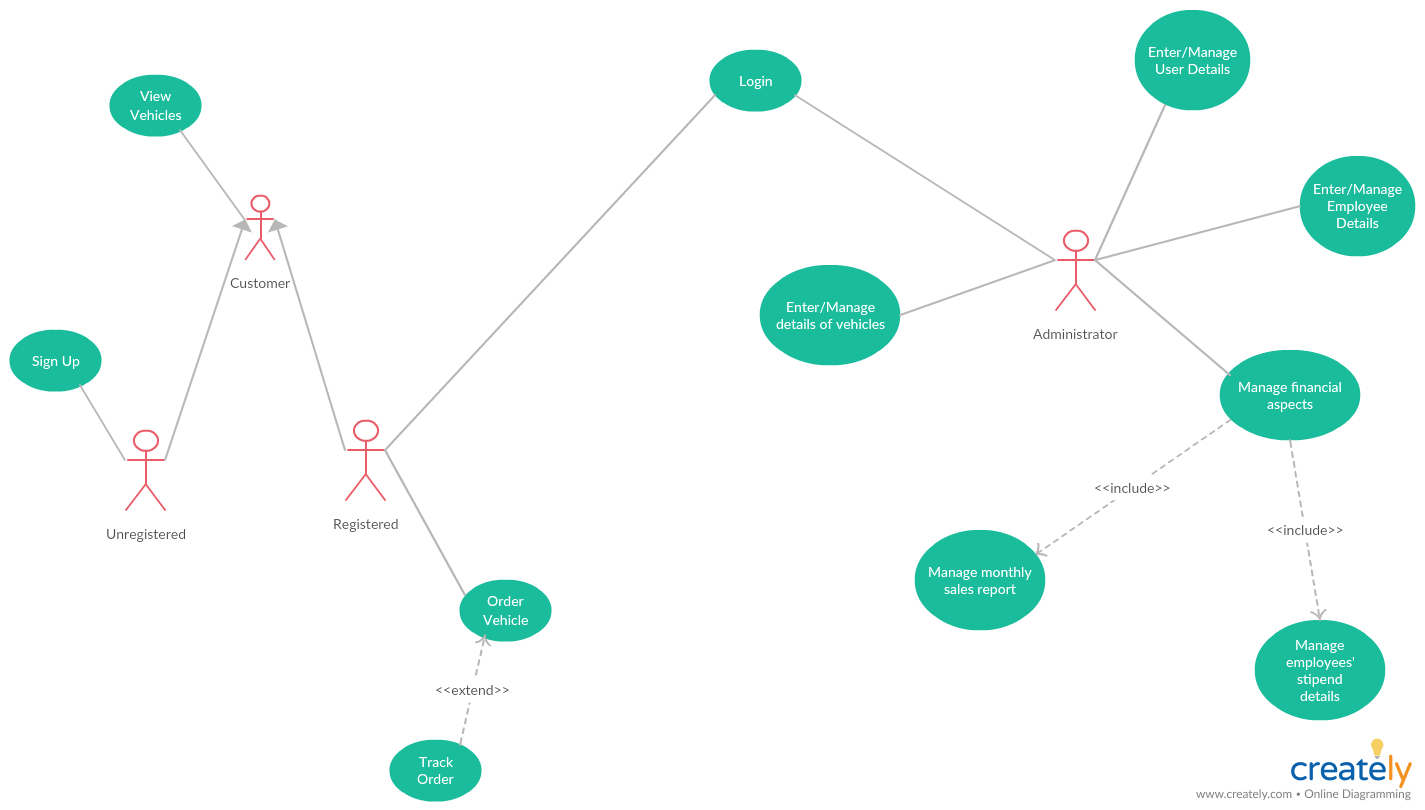 View
Vehicles
Login
Enter/Manage
User Details
Enter/Manage
Employee
Details
Customer
Enter/Manage
details of vehicles
Administrator
Sign Up
Manage financial
aspects
Unregistered
Registered
<<include>>
<<include>>
Manage monthly
sales report
Order
Vehicle
Manage
employees'
stipend
details
<<extend>>
Track
Order
creately
www.creately.com • Online Diagramming